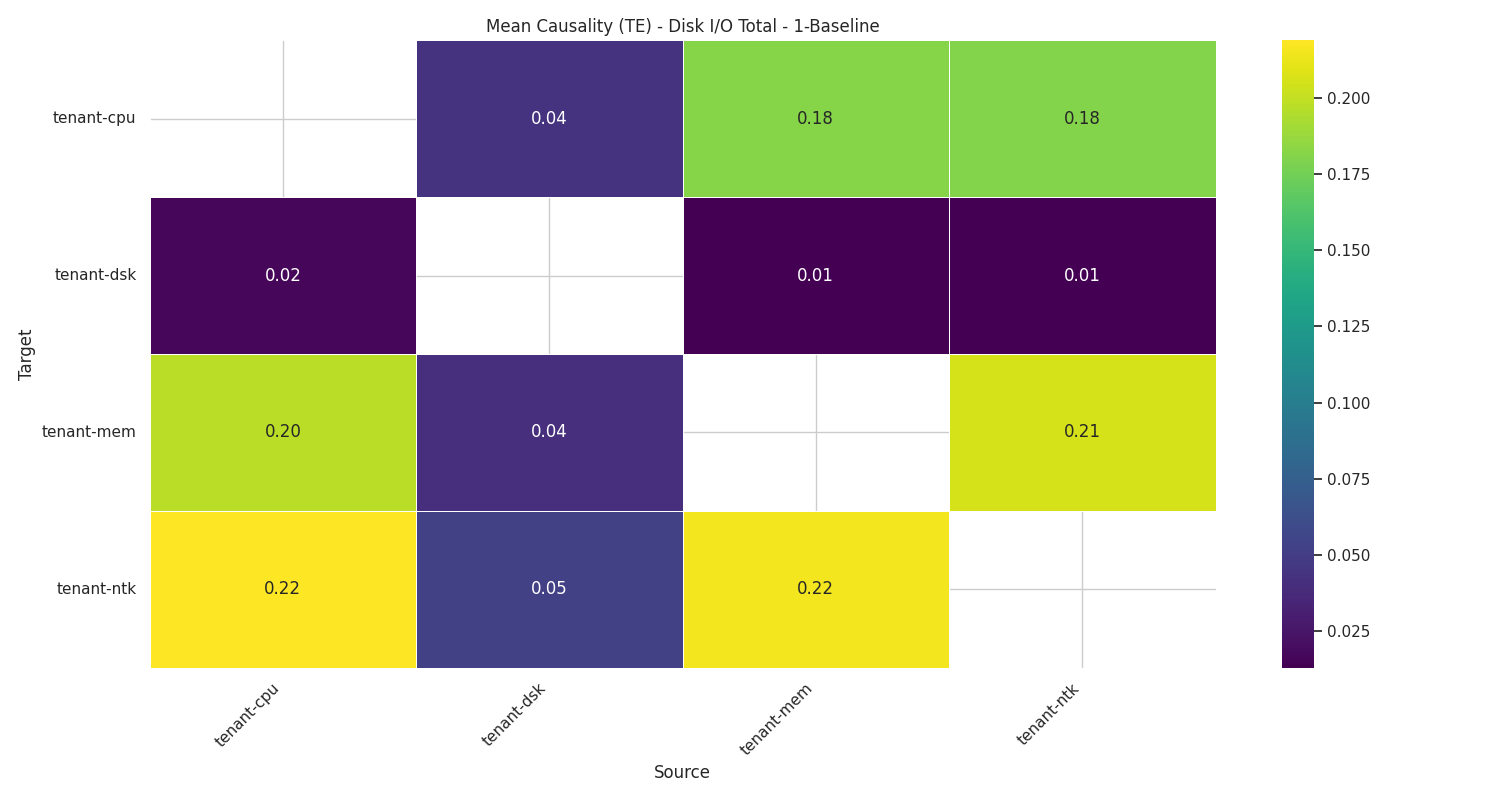 Mean Causality (TE) - Disk I/O Total - 1-Baseline
Target
tenant-cpu
0.04
0.18
0.18
tenant-dsk
0.02
0.01
0.01
tenant-mem
0.20
0.04
0.21
tenant-ntk
0.22
0.05
0.22
tenant-cpu
tenant-dsk
tenant-mem
tenant-ntk
Source
0.200
0.175
0.150
0.125
0.100
0.075
0.050
0.025